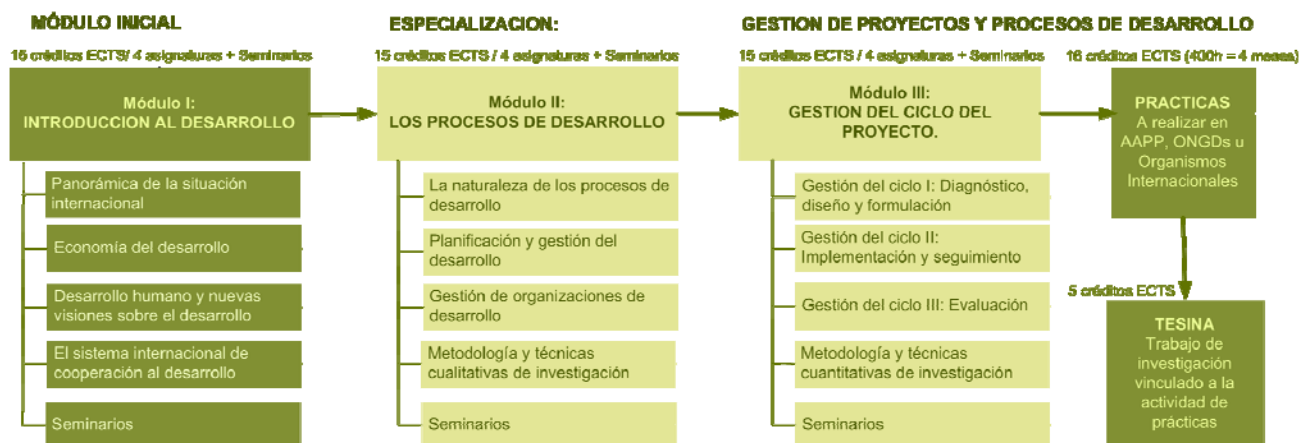 MÓDULO INICIAL
15 créditos ECTS/ 4 asignaturas + Seminarios
Módulo I:
INTRODUCCION AL DESARROLLO
Panorámica de la situación
internacional
Economía del desarrollo
Desarrollo humano y nuevas
visiones sobre el desarrollo
El sistema internacional de
cooperación al desarrollo
Seminarios
ESPECIALIZACION:
15 créditos ECTS / 4 asignaturas + Seminarios
Módulo II:
LOS PROCESOS DE DESARROLLO
La naturaleza de los procesos de
desarrollo
Planificación y gestión del
desarrollo
Gestión de organizaciones de
desarrollo
Metodología y técnicas
cualitativas de investigación
Seminarios
GESTION DE PROYECTOS Y PROCESOS DE DESARROLLO
15 créditos ECTS / 4 asignaturas + Seminarios
Módulo III:
GESTION DEL CICLO DEL
PROYECTO.
Gestión del ciclo I: Diagnóstico,
diseño y formulación
Gestión del ciclo II:
Implementación y seguimiento
Gestión del ciclo III: Evaluación
Metodología y técnicas
cuantitativas de investigación
Seminarios
16 créditos ECTS (400h = 4 meses)
PRACTICAS
A realizar en
AAPP, ONGDs u
Organismos
Internacionales
5 créditos ECTS
TESINA
Trabajo de
investigación
vinculado a la
actividad de
prácticas